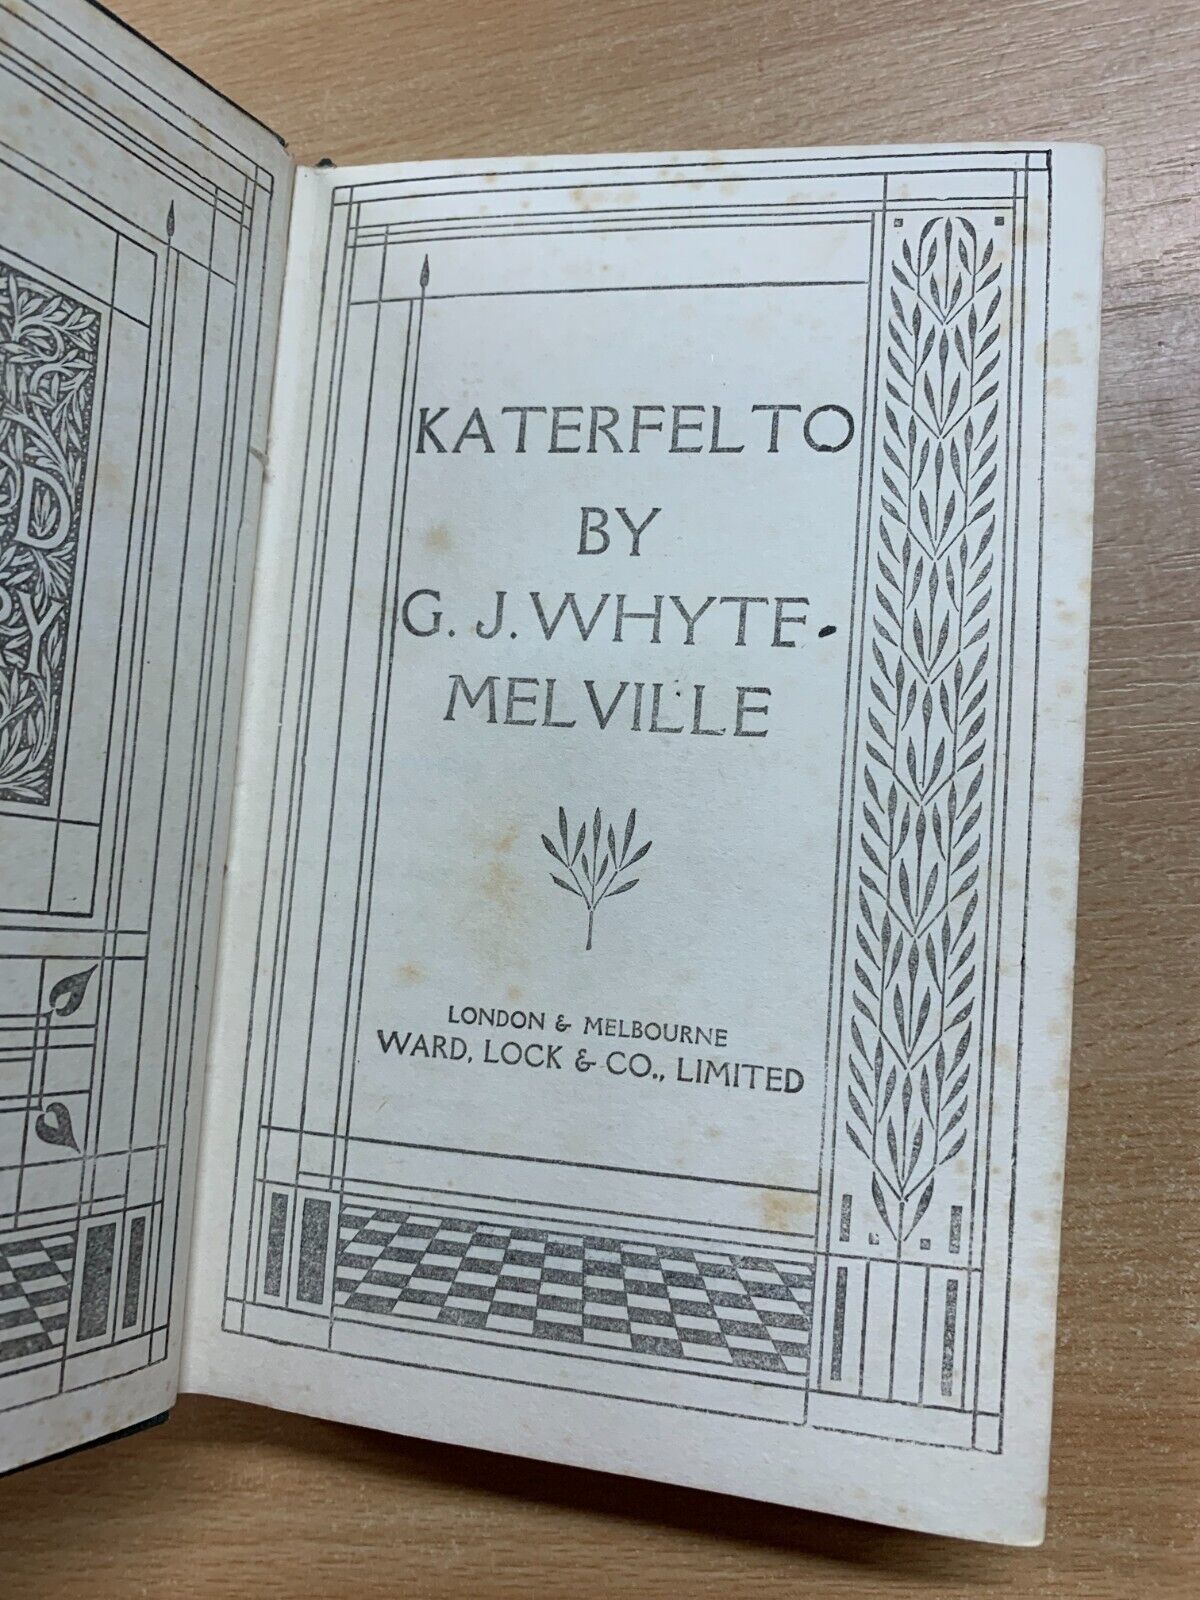 KATERFELTO
BY
G. J. WHYTE-
MELVILLE
LONDON & MELBOURNE
WARD, LOCK & CO., LIMITED